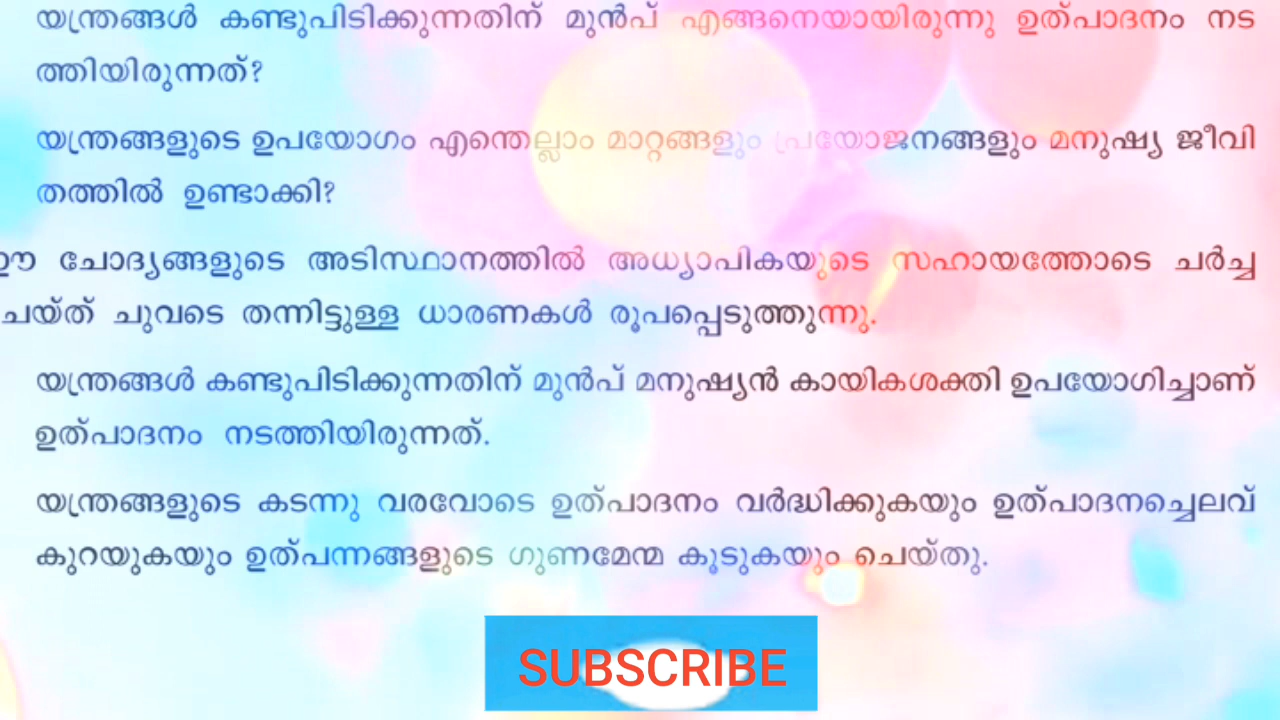 യന്ത്രങ്ങൾ കണ്ടുപിടിക്കുന്നതിന് മുൻപ് എങ്ങനെയായിരുന്നു ഉത്പാദനം നട
ത്തിയിരുന്നത്?
യന്ത്രങ്ങളുടെ ഉപയോഗം എന്തെല്ലാം മാറ്റങ്ങളും പ്രയോജനങ്ങളും മനുഷ്യ ജീവി
തത്തിൽ ഉണ്ടാക്കി?
ഈ ചോദ്യങ്ങളുടെ അടിസ്ഥാനത്തിൽ അധ്യാപികയുടെ സഹായത്തോടെ ചർച്ച
ചെയ്ത് ചുവടെ തന്നിട്ടുള്ള ധാരണകൾ രൂപപ്പെടുത്തുന്നു.
യന്ത്രങ്ങൾ കണ്ടുപിടിക്കുന്നതിന് മുൻപ് മനുഷ്യൻ കായികശക്തി ഉപയോഗിച്ചാണ്
ഉത്പാദനം നടത്തിയിരുന്നത്.
യന്ത്രങ്ങളുടെ കടന്നു വരവോടെ ഉത്പാദനം വർദ്ധിക്കുകയും ഉത്പാദനച്ചെലവ്
കുറയുകയും ഉത്പന്നങ്ങളുടെ ഗുണമേന്മ കൂടുകയും ചെയ്തു.
SUBSCRIBE